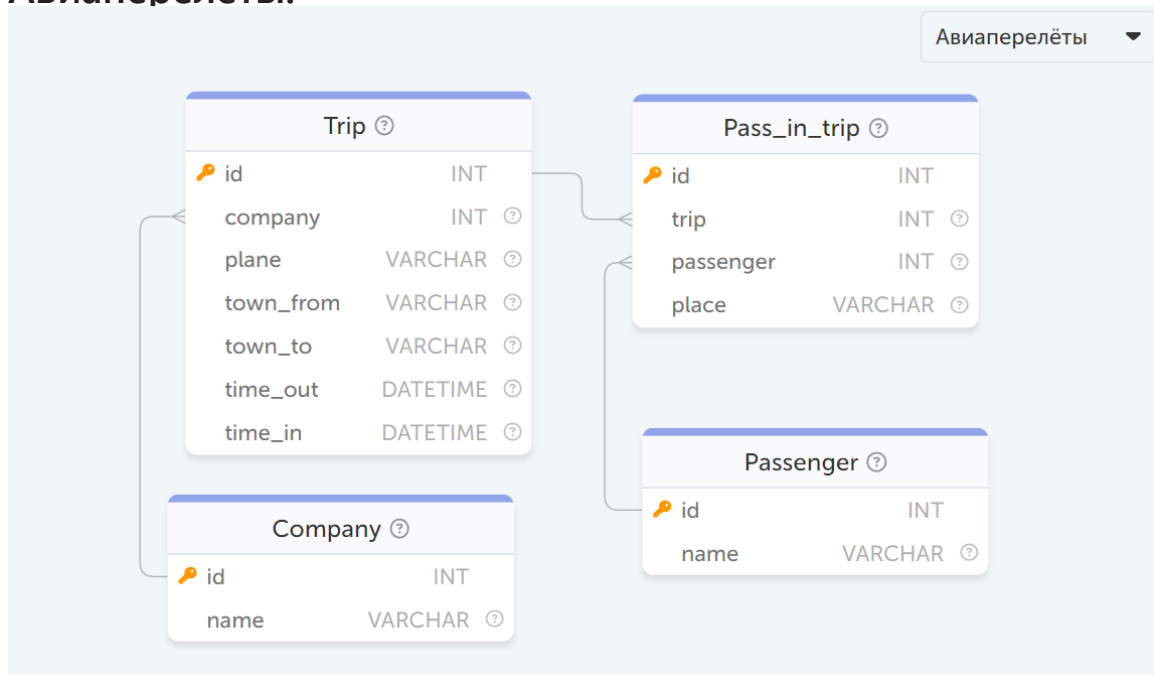 Авиаперелёты
Trip
id INT
company INT
plane VARCHAR
town_from VARCHAR
town_to VARCHAR
time_out DATETIME
time_in DATETIME
Pass_in_trip
id INT
trip INT
passenger INT
place VARCHAR
Company
id INT
name VARCHAR
Passenger
id INT
name VARCHAR